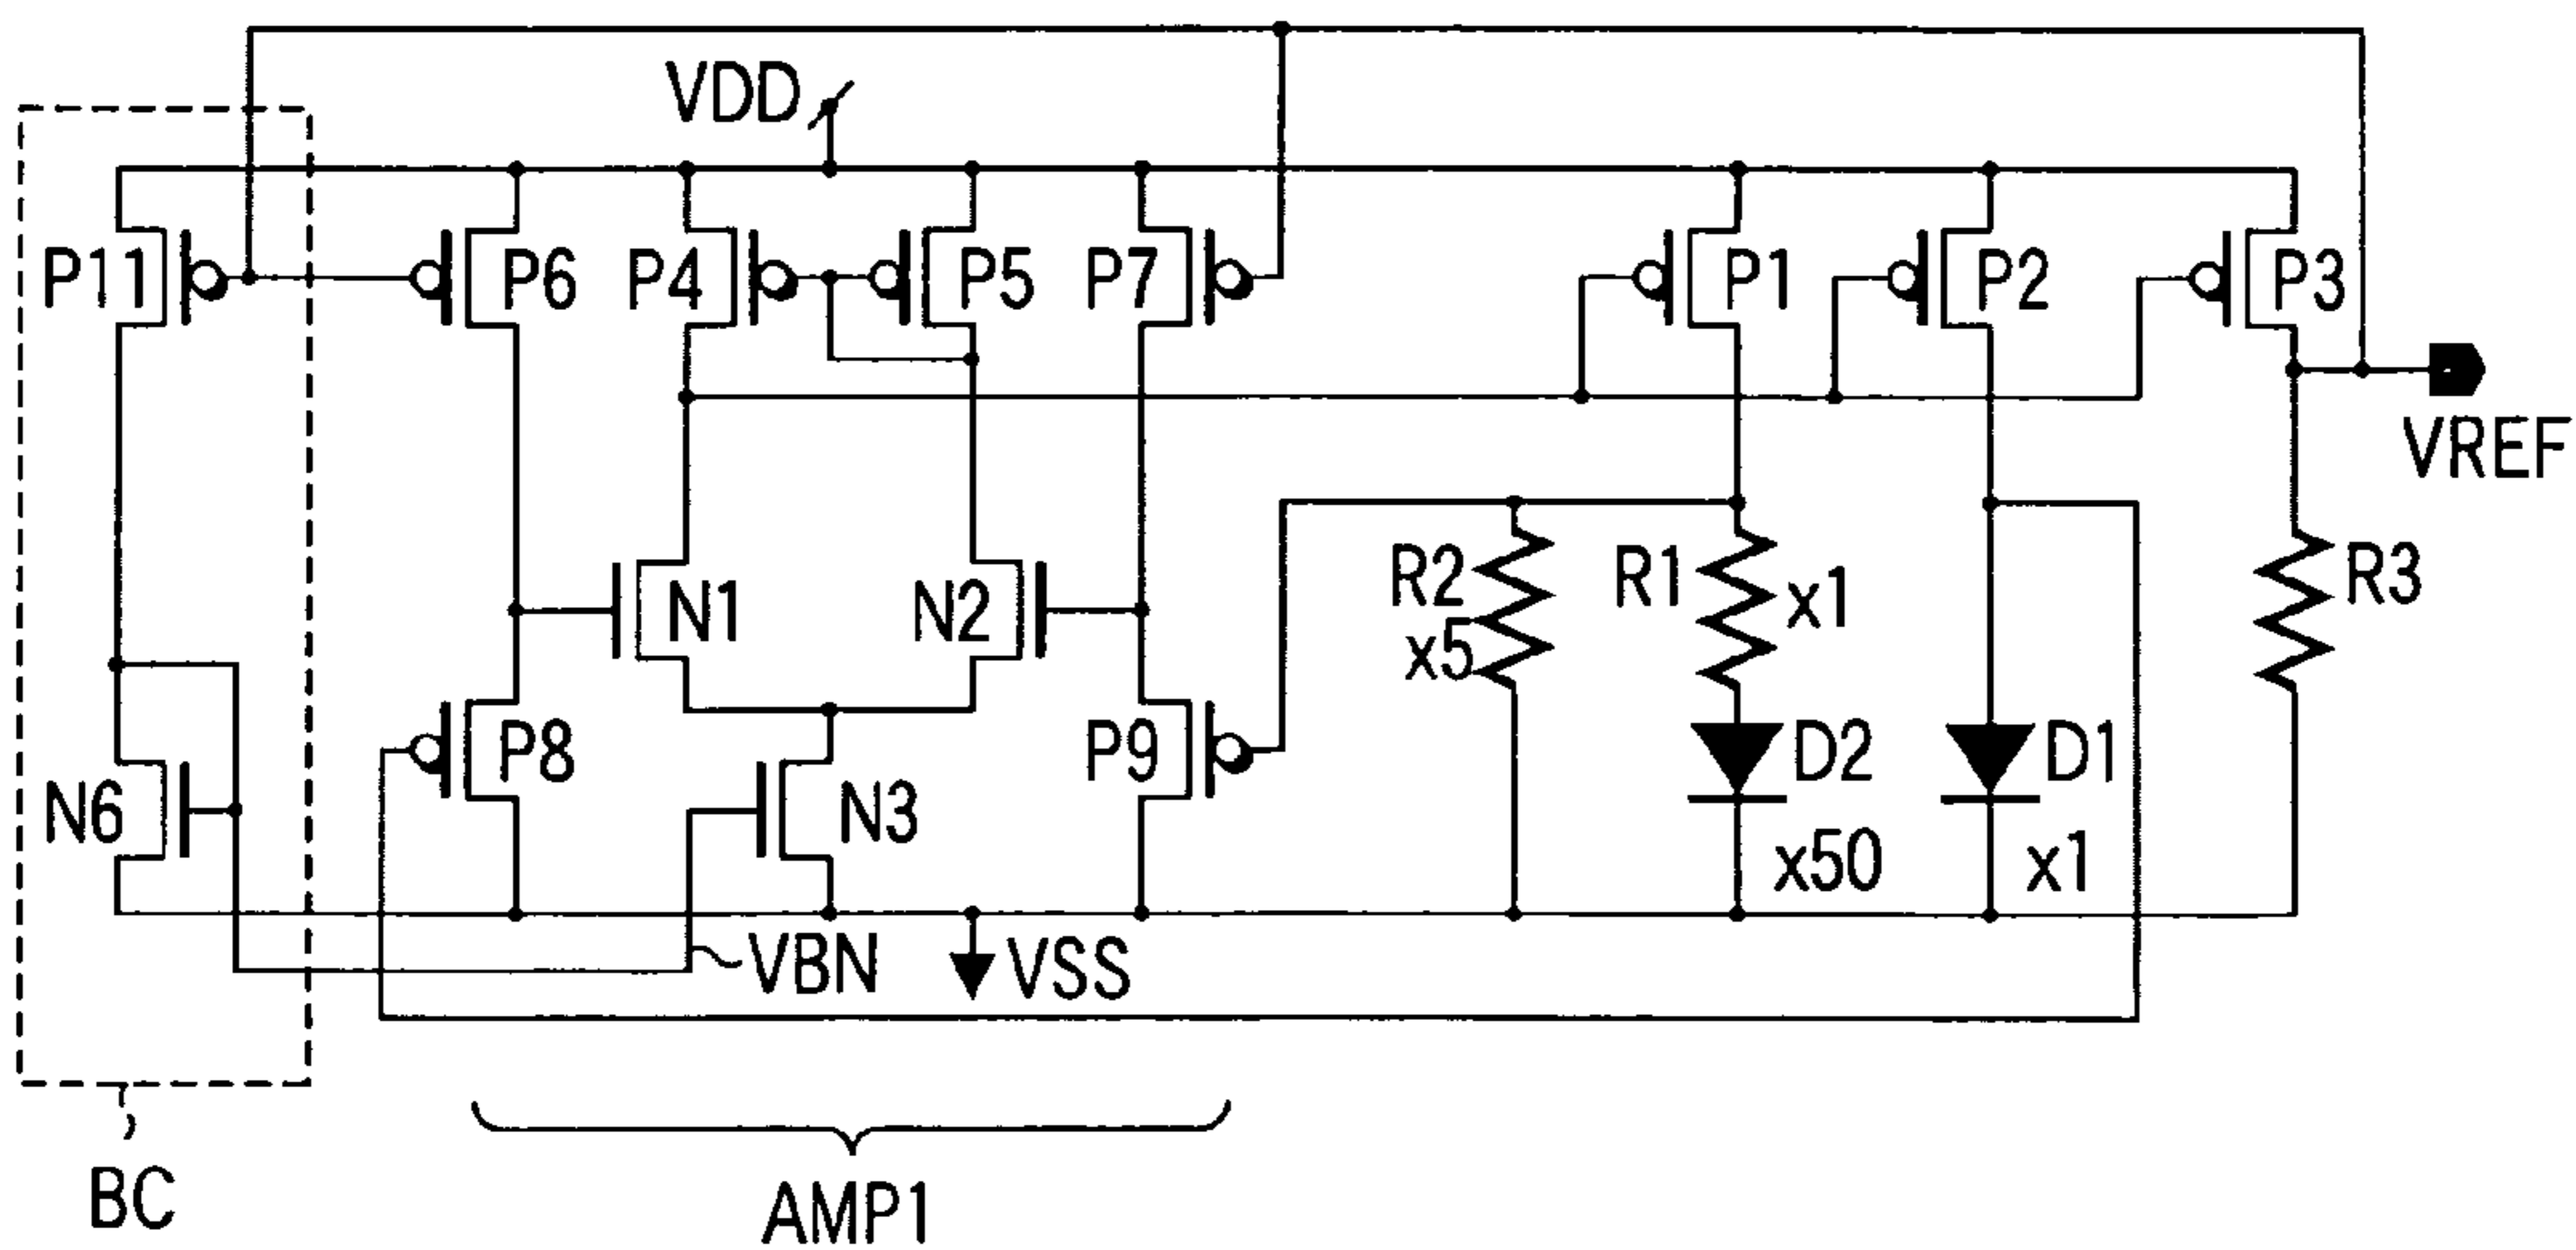 VDD
P11
P6
P4
P5
P7
P1
P2
P3
VREF
N1
N2
R2
x5
R1
x1
R3
N6
P8
N3
P9
D2
x50
D1
x1
VBN
VSS
BC
AMP1